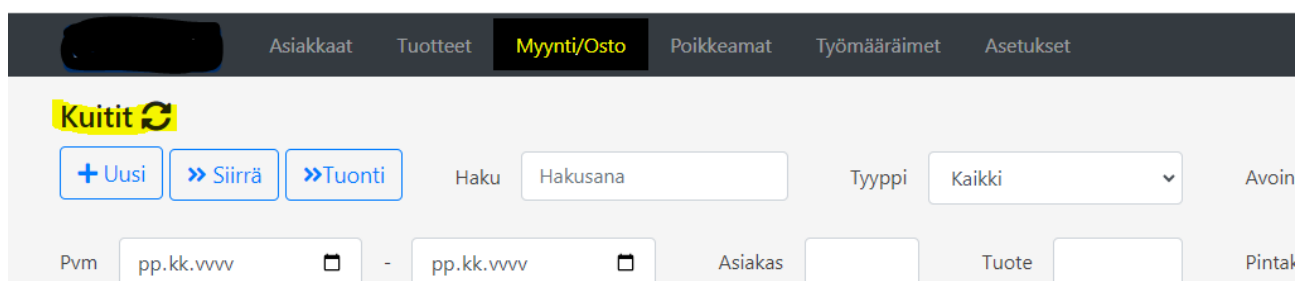 Asiakkaat Tuotteet Myynti/Osto Poikkeamat Työmääräimet Asetukset
Kuitit
Uusi Siirrä Tuonti Haku Hakusana Tyyppi Kaikki Avoin
Pvm pp.kk.vvvv - pp.kk.vvvv Asiakas Tuote